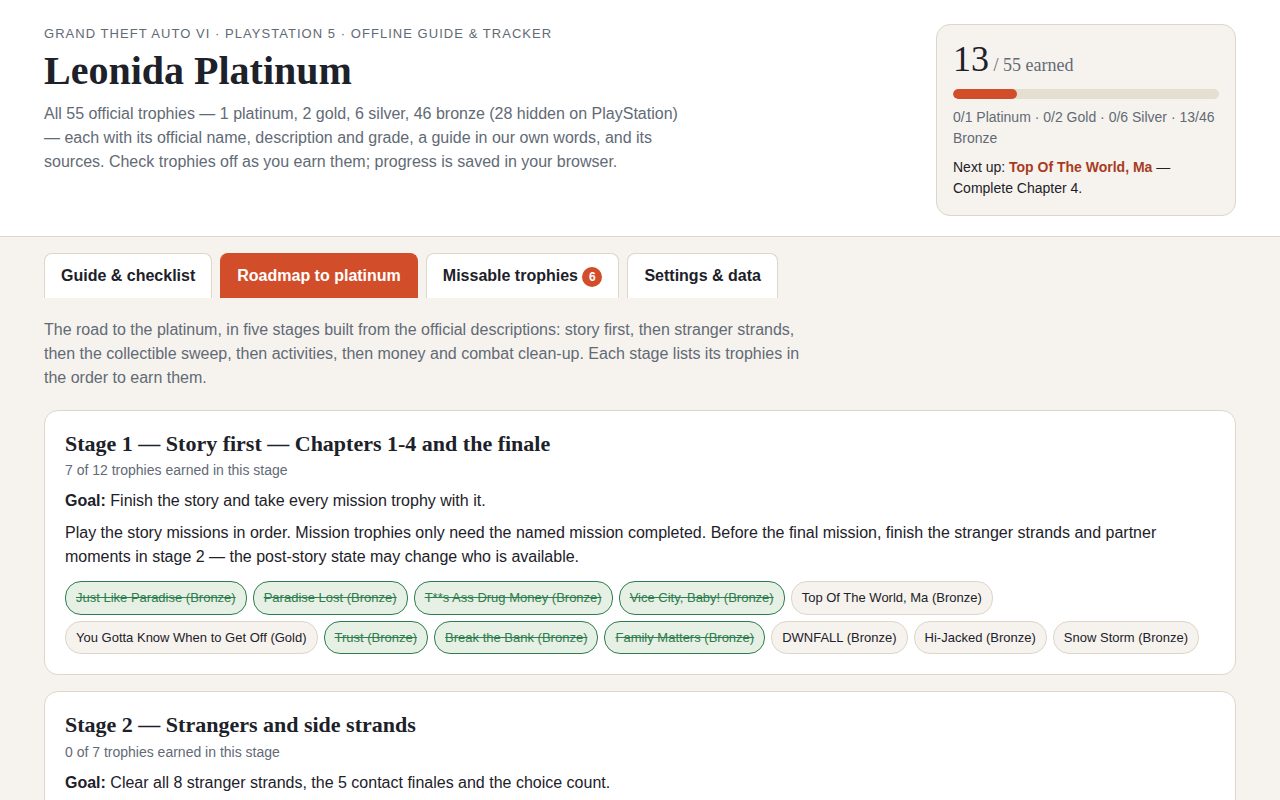 GRAND THEFT AUTO VI · PLAYSTATION 5 · OFFLINE GUIDE & TRACKER
Leonida Platinum
All 55 official trophies — 1 platinum, 2 gold, 6 silver, 46 bronze (28 hidden on PlayStation)
— each with its official name, description and grade, a guide in our own words, and its
sources. Check trophies off as you earn them; progress is saved in your browser.
13 / 55 earned
0/1 Platinum · 0/2 Gold · 0/6 Silver · 13/46
Bronze
Next up: Top Of The World, Ma —
Complete Chapter 4.
Guide & checklist
Roadmap to platinum
Missable trophies 6
Settings & data
The road to the platinum, in five stages built from the official descriptions: story first, then stranger strands,
then the collectible sweep, then activities, then money and combat clean-up. Each stage lists its trophies in
the order to earn them.
Stage 1 — Story first — Chapters 1-4 and the finale
7 of 12 trophies earned in this stage
Goal: Finish the story and take every mission trophy with it.
Play the story missions in order. Mission trophies only need the named mission completed. Before the final mission, finish the stranger strands and partner
moments in stage 2 — the post-story state may change who is available.
Just Like Paradise (Bronze) Paradise Lost (Bronze) T**s Ass Drug Money (Bronze) Vice City, Baby! (Bronze) Top Of The World, Ma (Bronze)
You Gotta Know When to Get Off (Gold) Trust (Bronze) Break the Bank (Bronze) Family Matters (Bronze) DWNFALL (Bronze) Hi-Jacked (Bronze) Snow Storm (Bronze)
Stage 2 — Strangers and side strands
0 of 7 trophies earned in this stage
Goal: Clear all 8 stranger strands, the 5 contact finales and the choice count.